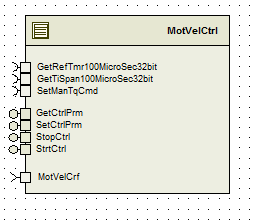 MotVelCtrl
GetRefTmr100MicroSec32bit
GetTiSpan100MicroSec32bit
SetManTqCmd
GetCtrlPrm
SetCtrlPrm
StopCtrl
StrtCtrl
MotVelCrf